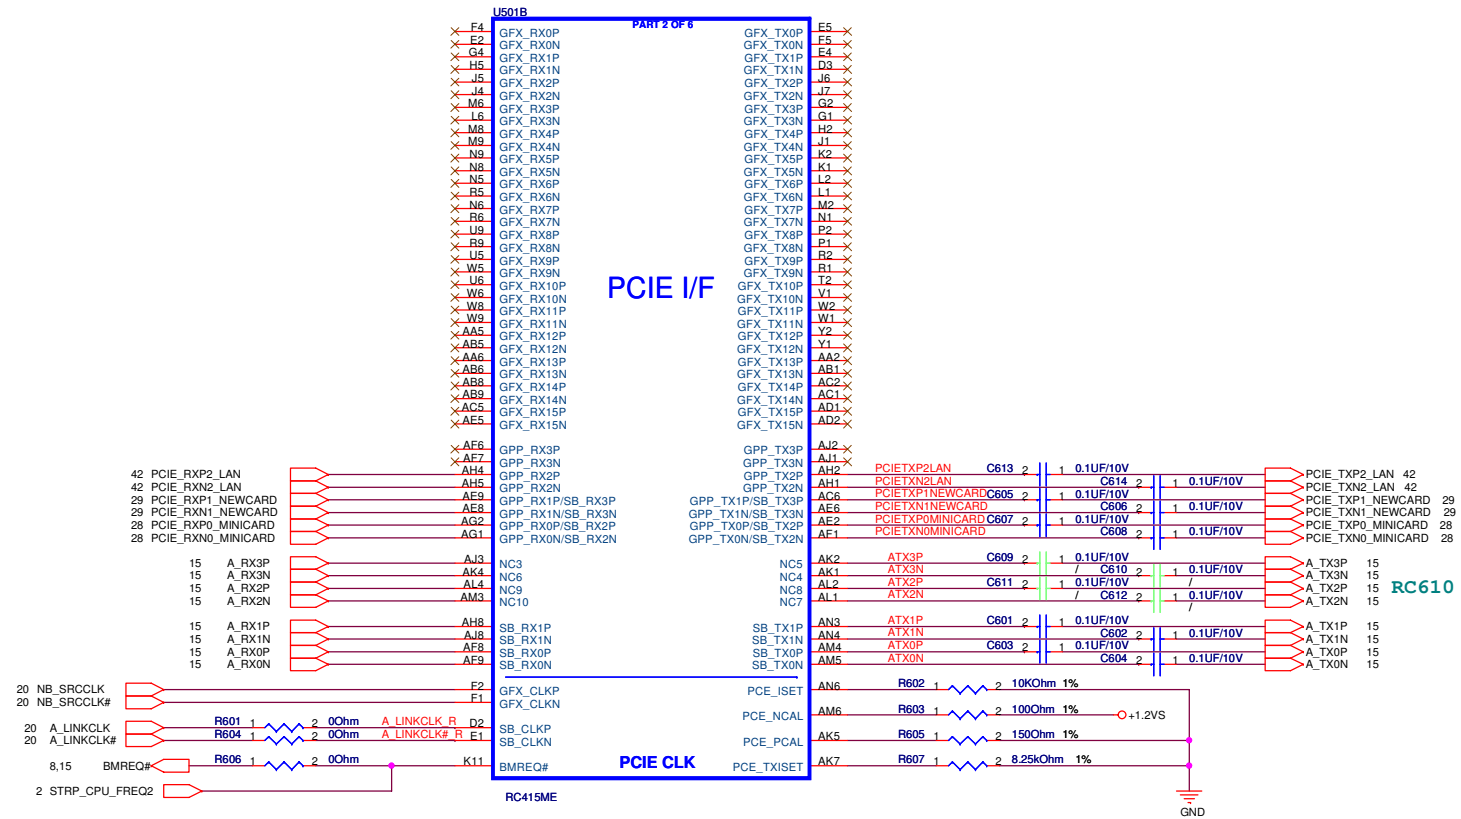 U501B
PART 2 OF 6
F4 GFX_RX0P GFX_TX0P E5
E2 GFX_RX0N GFX_TX0N F5
G4 GFX_RX1P GFX_TX1P E4
H5 GFX_RX1N GFX_TX1N D3
J5 GFX_RX2P GFX_TX2P J6
J4 GFX_RX2N GFX_TX2N J7
M6 GFX_RX3P GFX_TX3P G2
L6 GFX_RX3N GFX_TX3N G1
M8 GFX_RX4P GFX_TX4P H2
M9 GFX_RX4N GFX_TX4N J1
N9 GFX_RX5P GFX_TX5P K2
N8 GFX_RX5N GFX_TX5N K1
N5 GFX_RX6P GFX_TX6P L2
R5 GFX_RX6N GFX_TX6N L1
N6 GFX_RX7P GFX_TX7P M2
R6 GFX_RX7N GFX_TX7N N1
U9 GFX_RX8P GFX_TX8P P2
R9 GFX_RX8N GFX_TX8N P1
U5 GFX_RX9P GFX_TX9P R2
W5 GFX_RX9N GFX_TX9N R1
U6 GFX_RX10P GFX_TX10P T2
PCIE I/F
W6 GFX_RX10N GFX_TX10N V1
W8 GFX_RX11P GFX_TX11P W2
W9 GFX_RX11N GFX_TX11N W1
AA5 GFX_RX12P GFX_TX12P Y2
AB5 GFX_RX12N GFX_TX12N Y1
AA6 GFX_RX13P GFX_TX13P AA2
AB6 GFX_RX13N GFX_TX13N AB1
AB8 GFX_RX14P GFX_TX14P AC2
AB9 GFX_RX14N GFX_TX14N AC1
AC5 GFX_RX15P GFX_TX15P AD1
AE5 GFX_RX15N GFX_TX15N AD2
AF6 GPP_RX3P GPP_TX3P AJ2
AF7 GPP_RX3N GPP_TX3N AJ1
42 PCIE_RXP2_LAN AH4 GPP_RX2P GPP_TX2P AH2 PCIETXP2LAN C613 2 1 0.1UF/10V PCIE_TXP2_LAN 42
42 PCIE_RXN2_LAN AH5 GPP_RX2N GPP_TX2N AH1 PCIETXN2LAN C614 2 1 0.1UF/10V PCIE_TXN2_LAN 42
29 PCIE_RXP1_NEWCARD AE9 GPP_RX1P/SB_RX3P GPP_TX1P/SB_TX3P AC6 PCIETXP1NEWCARD C605 2 1 0.1UF/10V PCIE_TXP1_NEWCARD 29
29 PCIE_RXN1_NEWCARD AE8 GPP_RX1N/SB_RX3N GPP_TX1N/SB_TX3N AE6 PCIETXN1NEWCARD C606 2 1 0.1UF/10V PCIE_TXN1_NEWCARD 29
28 PCIE_RXP0_MINICARD AG2 GPP_RX0P/SB_RX2P GPP_TX0P/SB_TX2P AE2 PCIETXP0MINICARD C607 2 1 0.1UF/10V PCIE_TXP0_MINICARD 28
28 PCIE_RXN0_MINICARD AG1 GPP_RX0N/SB_RX2N GPP_TX0N/SB_TX2N AF1 PCIETXN0MINICARD C608 2 1 0.1UF/10V PCIE_TXN0_MINICARD 28
15 A_RX3P AJ3 NC3 NC5 AK2 ATX3P C609 2 1 0.1UF/10V A_TX3P 15
15 A_RX3N AK4 NC6 NC4 AK1 ATX3N / C610 2 1 0.1UF/10V A_TX3N 15
15 A_RX2P AL4 NC9 NC8 AL2 ATX2P C611 2 1 0.1UF/10V / A_TX2P 15
RC610
15 A_RX2N AM3 NC10 NC7 AL1 ATX2N / C612 2 1 0.1UF/10V A_TX2N 15
/
15 A_RX1P AH8 SB_RX1P SB_TX1P AN3 ATX1P C601 2 1 0.1UF/10V A_TX1P 15
15 A_RX1N AJ8 SB_RX1N SB_TX1N AN4 ATX1N C602 2 1 0.1UF/10V A_TX1N 15
15 A_RX0P AF8 SB_RX0P SB_TX0P AM4 ATX0P C603 2 1 0.1UF/10V A_TX0P 15
15 A_RX0N AF9 SB_RX0N SB_TX0N AM5 ATX0N C604 2 1 0.1UF/10V A_TX0N 15
20 NB_SRCCLK F2 GFX_CLKP PCE_ISET AN6 R602 1 2 10KOhm 1%
20 NB_SRCCLK# F1 GFX_CLKN
PCE_NCAL AM6 R603 1 2 100Ohm 1% +1.2VS
20 A_LINKCLK R601 1 2 0Ohm A_LINKCLK_R D2 SB_CLKP
20 A_LINKCLK# R604 1 2 0Ohm A_LINKCLK#_R E1 SB_CLKN PCE_PCAL AK5 R605 1 2 150Ohm 1%
8,15 BMREQ# R606 1 2 0Ohm K11 BMREQ# PCIE CLK PCE_TXISET AK7 R607 1 2 8.25kOhm 1%
2 STRP_CPU_FREQ2
RC415ME
GND